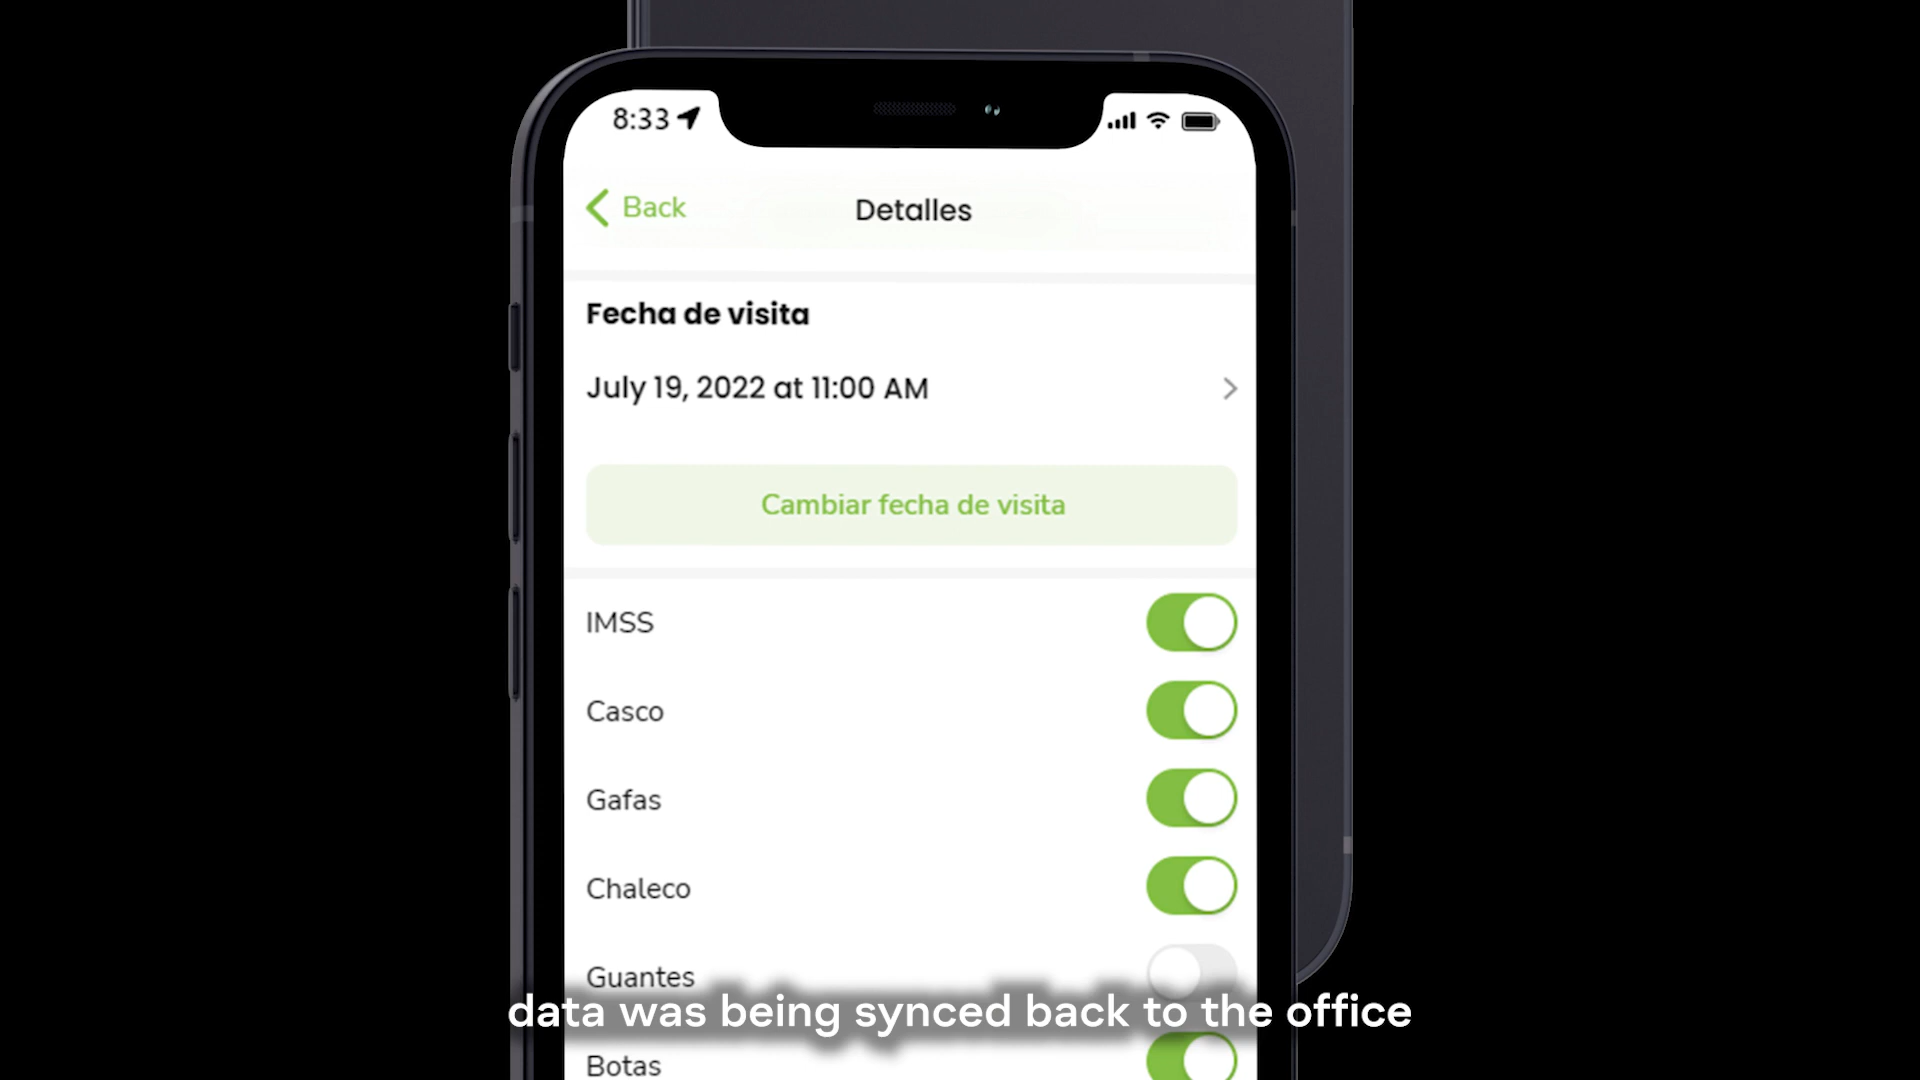 8:33
Back
Detalles
Fecha de visita
July 19, 2022 at 11:00 AM
Cambiar fecha de visita
IMSS
Casco
Gafas
Chaleco
Guantes
data was being synced back to the office
Botas